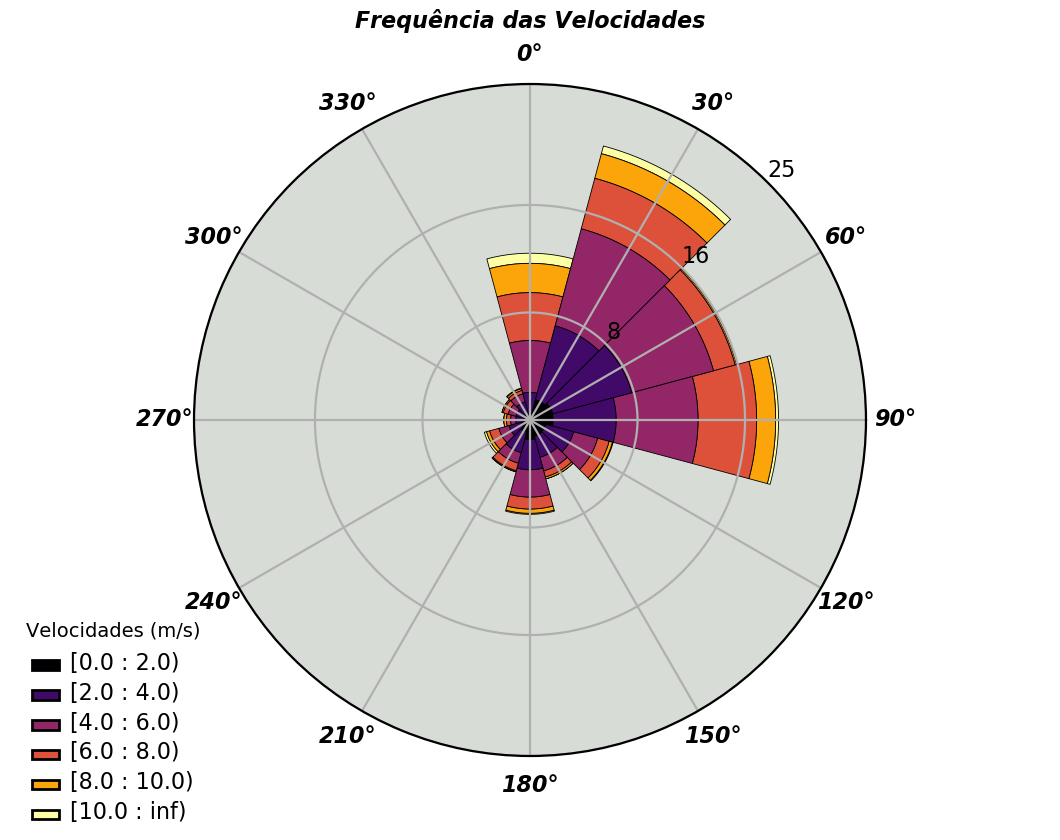 Frequência das Velocidades
0°
330°
30°
25
300°
60°
16
8
270°
90°
240°
120°
210°
150°
180°
Velocidades (m/s)
[0.0 : 2.0)
[2.0 : 4.0)
[4.0 : 6.0)
[6.0 : 8.0)
[8.0 : 10.0)
[10.0 : inf)